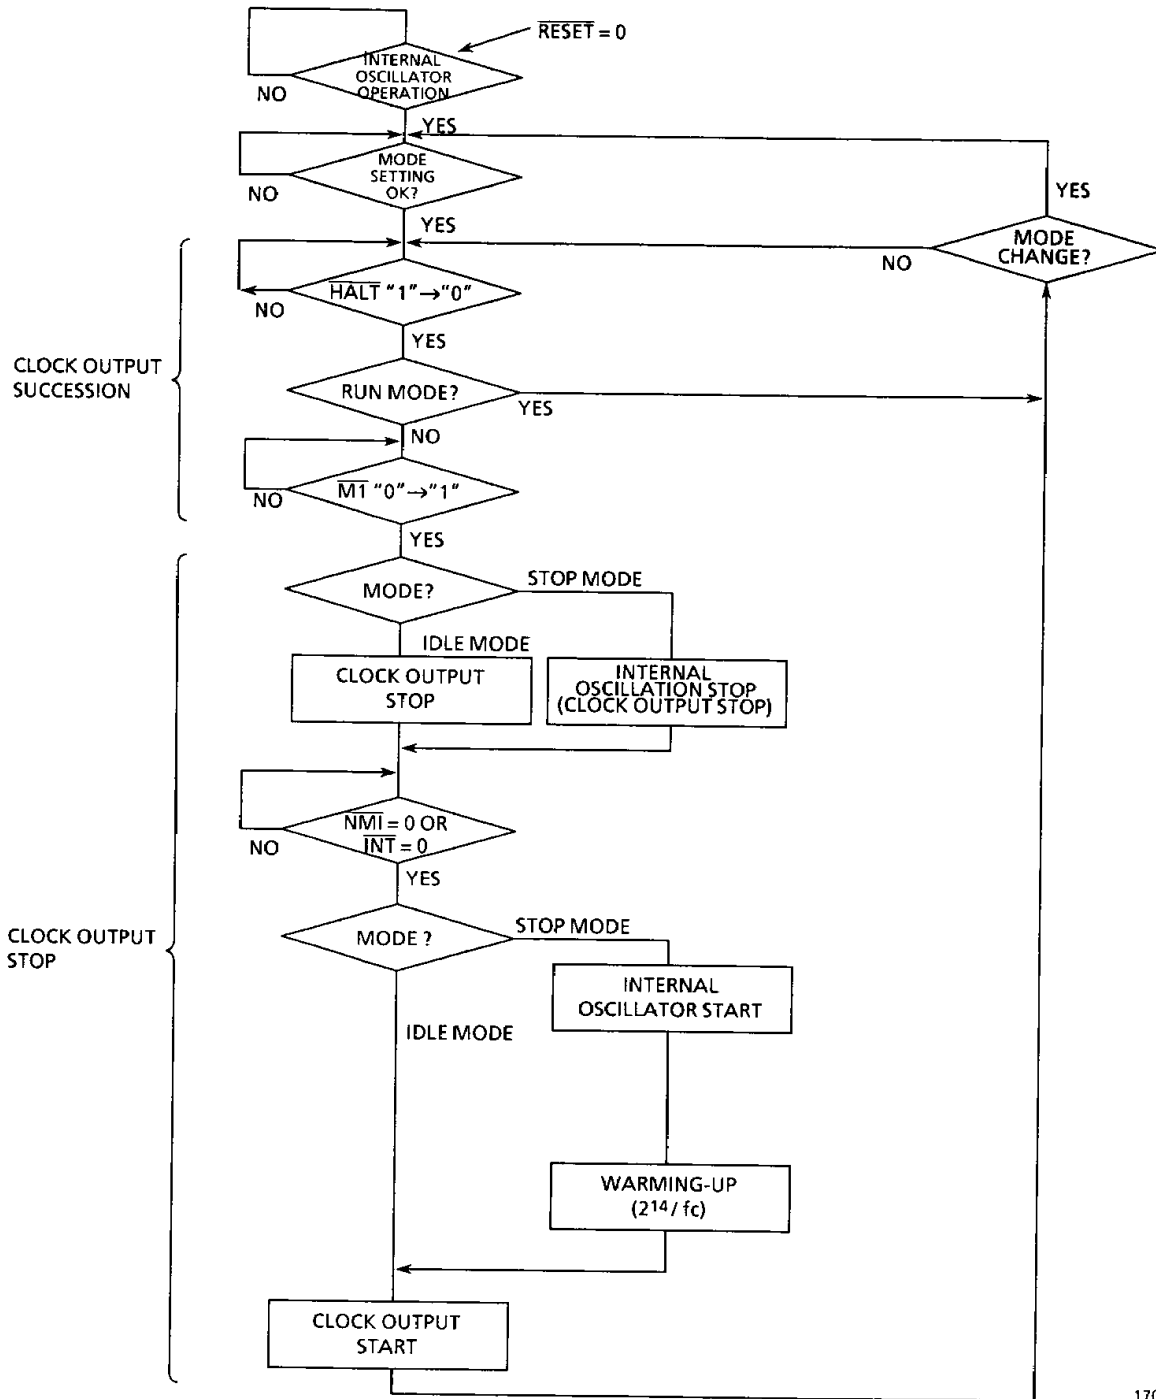 RESET = 0
INTERNAL
OSCILLATOR
OPERATION
NO
YES
MODE
SETTING
OK?
NO
YES
YES
MODE
CHANGE?
NO
HALT "1"→"0"
NO
YES
CLOCK OUTPUT
SUCCESSION
RUN MODE?
YES
NO
M1 "0"→"1"
NO
YES
MODE?
STOP MODE
IDLE MODE
CLOCK OUTPUT
STOP
INTERNAL
OSCILLATION STOP
(CLOCK OUTPUT STOP)
NMI = 0 OR
INT = 0
NO
YES
CLOCK OUTPUT
STOP
MODE ?
STOP MODE
INTERNAL
OSCILLATOR START
IDLE MODE
WARMING-UP
(2¹⁴/ fc)
CLOCK OUTPUT
START